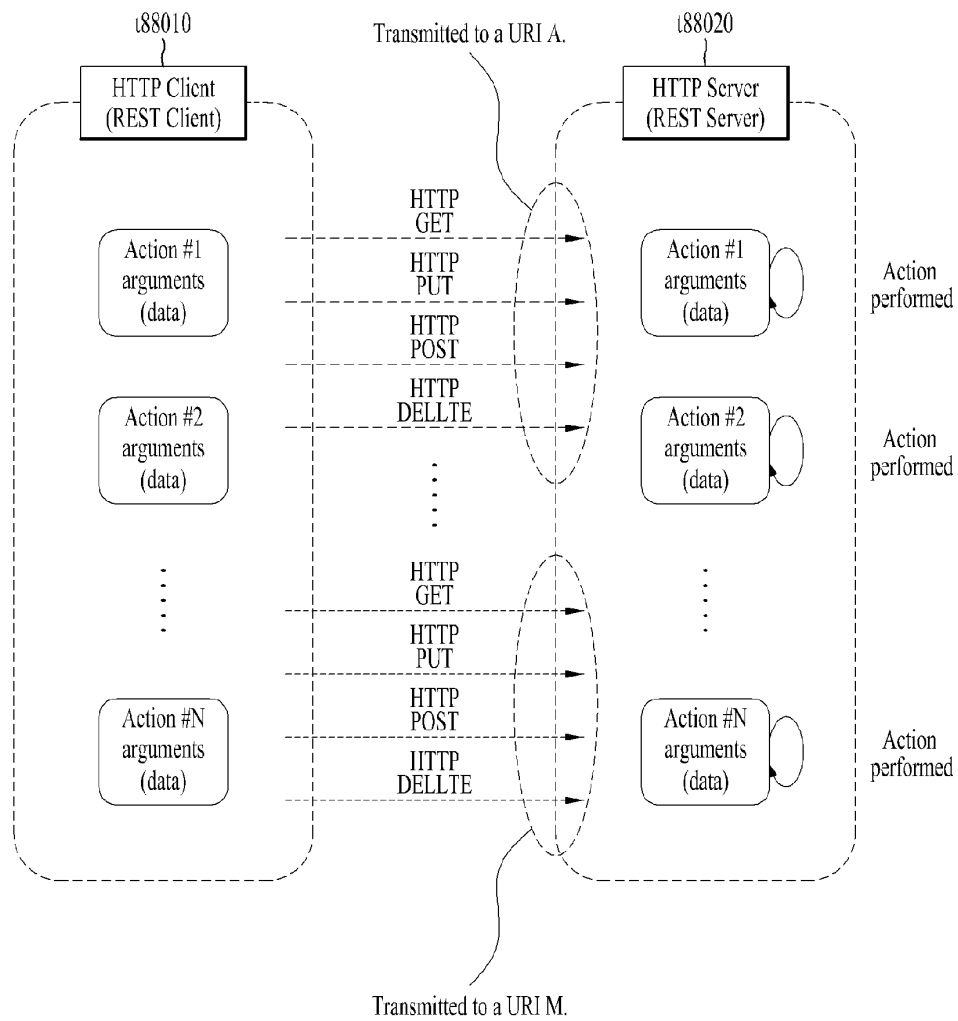 t88010
Transmitted to a URI A.
t88020
HTTP Client
(REST Client)
HTTP Server
(REST Server)
HTTP
GET
HTTP
PUT
HTTP
POST
HTTP
DELLTE
Action #1
arguments
(data)
Action #2
arguments
(data)
Action #1
arguments
(data)
Action
performed
Action #2
arguments
(data)
Action
performed
HTTP
GET
HTTP
PUT
HTTP
POST
HTTP
DELLTE
Action #N
arguments
(data)
Action #N
arguments
(data)
Action
performed
Transmitted to a URI M.